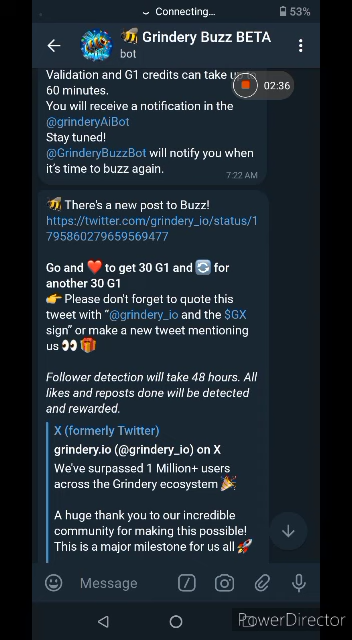 Connecting...
53%
🐝 Grindery Buzz BETA
bot
Validation and G1 credits can take up to
60 minutes.
02:36
You will receive a notification in the
@grinderyAiBot
Stay tuned!
@GrinderyBuzzBot will notify you when
it's time to buzz again.
7:22 AM
🐝 There's a new post to Buzz!
https://twitter.com/grindery_io/status/1
795860279659569477
Go and ❤️ to get 30 G1 and 🔄 for
another 30 G1
👉 Please don't forget to quote this
tweet with "@grindery_io and the $GX
sign" or make a new tweet mentioning
us 👀🎁
Follower detection will take 48 hours. All
likes and reposts done will be detected
and rewarded.
X (formerly Twitter)
grindery.io (@grindery_io) on X
We've surpassed 1 Million+ users
across the Grindery ecosystem 🎉
A huge thank you to our incredible
community for making this possible!
This is a major milestone for us all 🚀
Message
PowerDirector